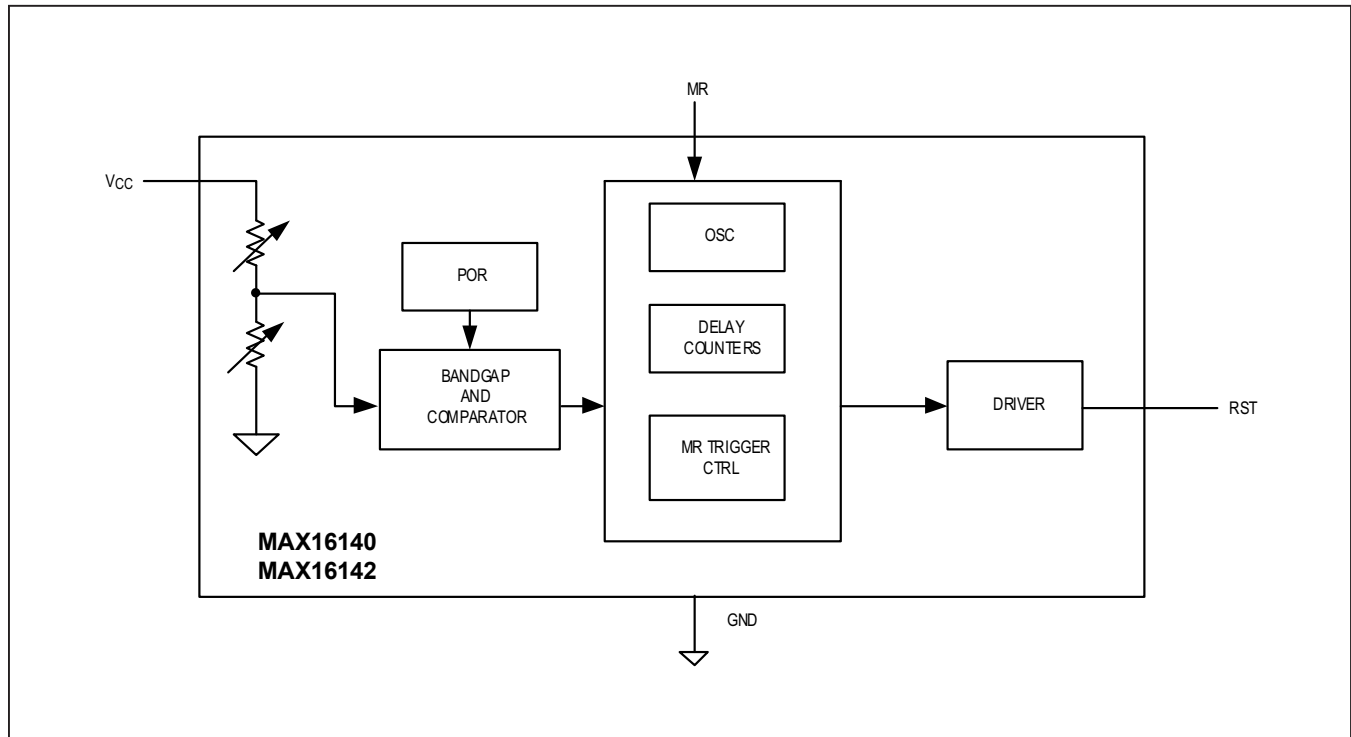 MR
VCC
OSC
POR
DELAY
COUNTERS
BANDGAP
AND
COMPARATOR
DRIVER
RST
MR TRIGGER
CTRL
MAX16140
MAX16142
GND